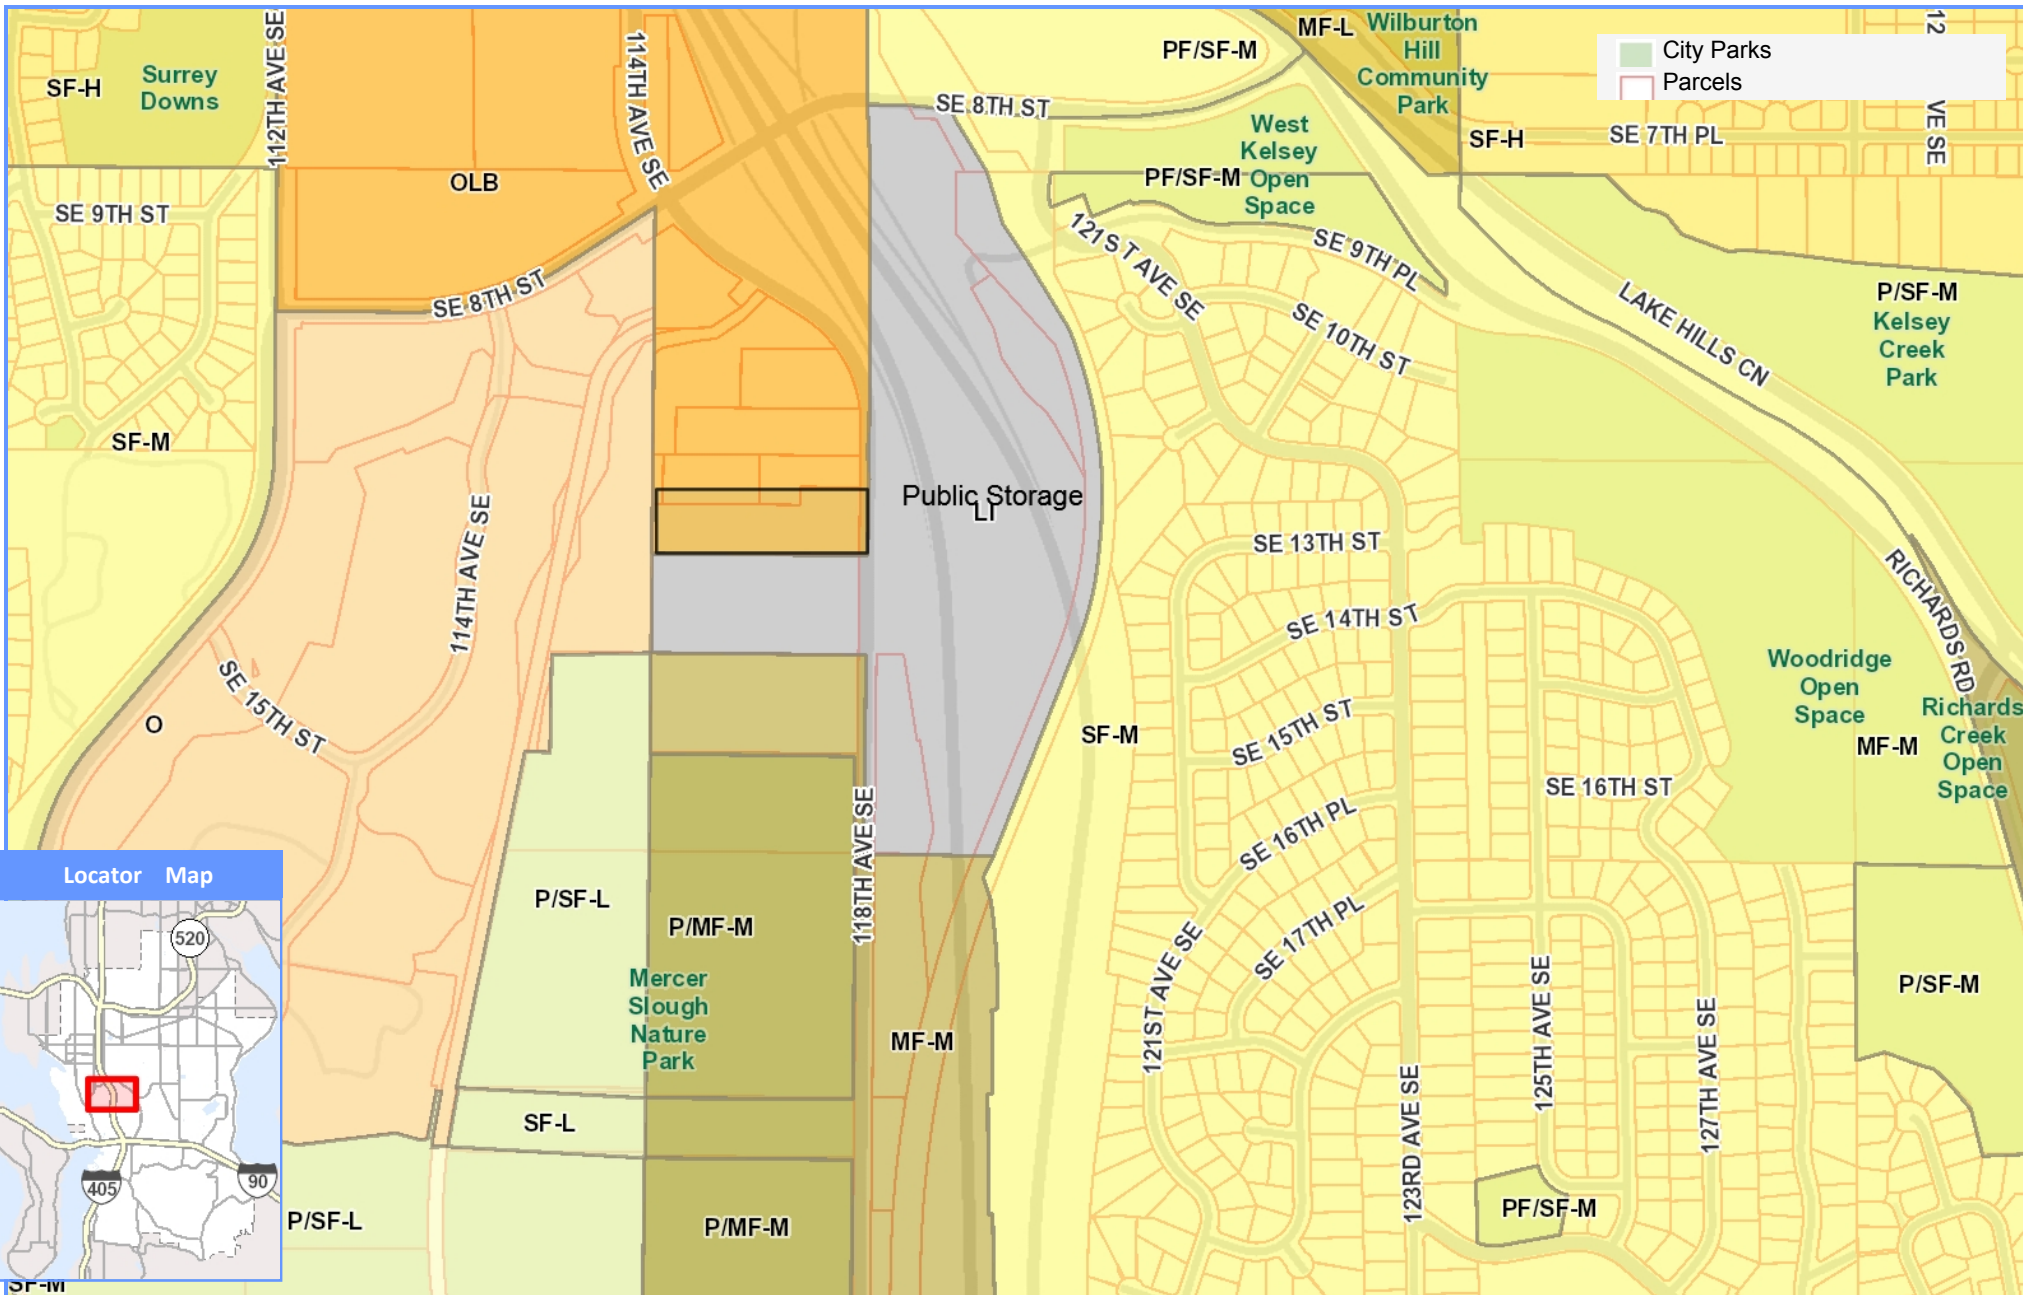 SF-H
Surrey
Downs
112TH AVE SE
114TH AVE SE
OLB
SE 9TH ST
SE 8TH ST
SF-M
PF/SF-M
MF-L
Wilburton
Hill
Community
Park
City Parks
Parcels
SE 8TH ST
West
Kelsey
Open
Space
PF/SF-M
SF-H
SE 7TH PL
VE SE
121S T AVE SE
SE 9TH PL
SE 10TH ST
LAKE HILLS CN
P/SF-M
Kelsey
Creek
Park
Public Storage
LI
114TH AVE SE
SE 13TH ST
SE 14TH ST
RICHARDS RD
SE 15TH ST
O
SF-M
SE 15TH ST
Woodridge
Open
Space
MF-M
Richards
Creek
Open
Space
SE 16TH ST
SE 16TH PL
118TH AVE SE
Locator Map
520
405
90
P/SF-L
P/MF-M
Mercer
Slough
Nature
Park
SE 17TH PL
121ST AVE SE
MF-M
P/SF-M
125TH AVE SE
127TH AVE SE
123RD AVE SE
SF-L
P/SF-L
P/MF-M
PF/SF-M
SF-M